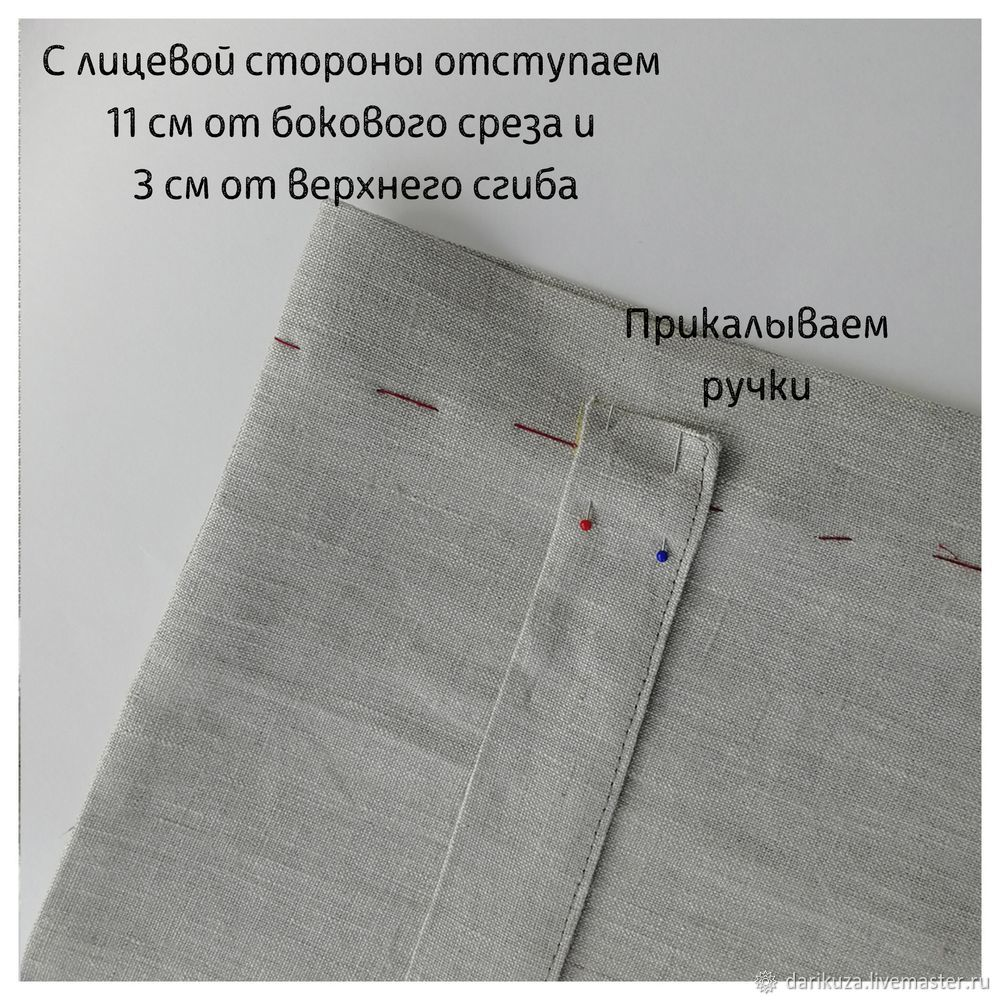 С лицевой стороны отступаем
11 см от бокового среза и
3 см от верхнего сгиба
Прикалываем
ручки
darikuza.livemaster.ru